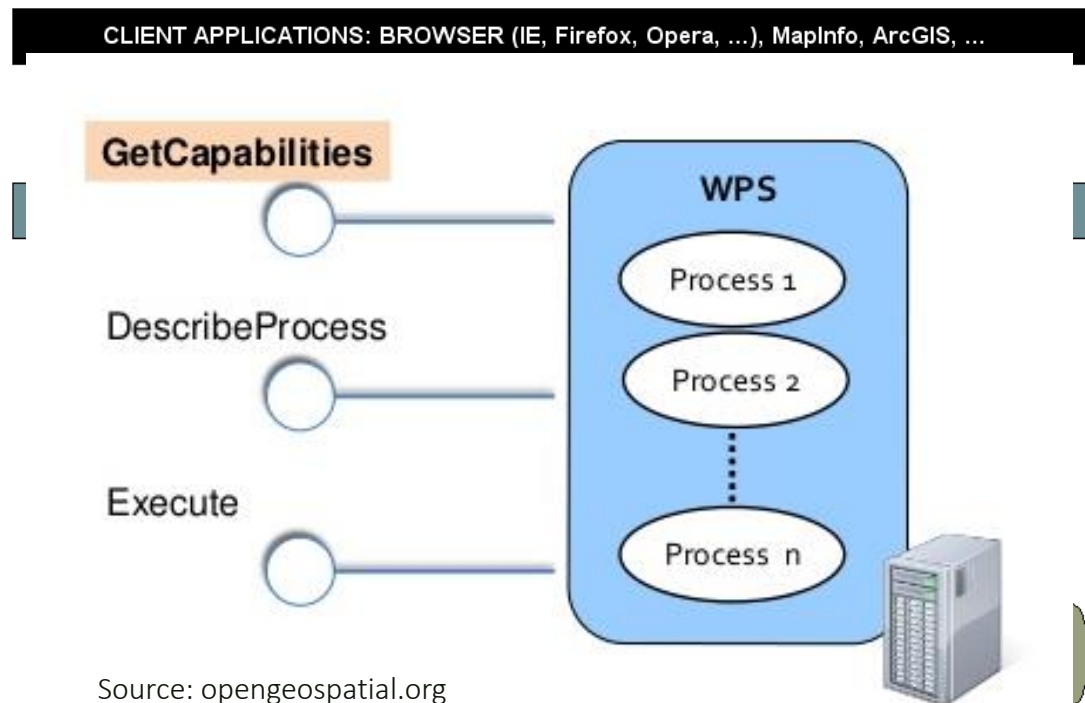 CLIENT APPLICATIONS: BROWSER (IE, Firefox, Opera, ...), MapInfo, ArcGIS, ...
GetCapabilities
WPS
Process 1
DescribeProcess
Process 2
Execute
Process n
Source: opengeospatial.org